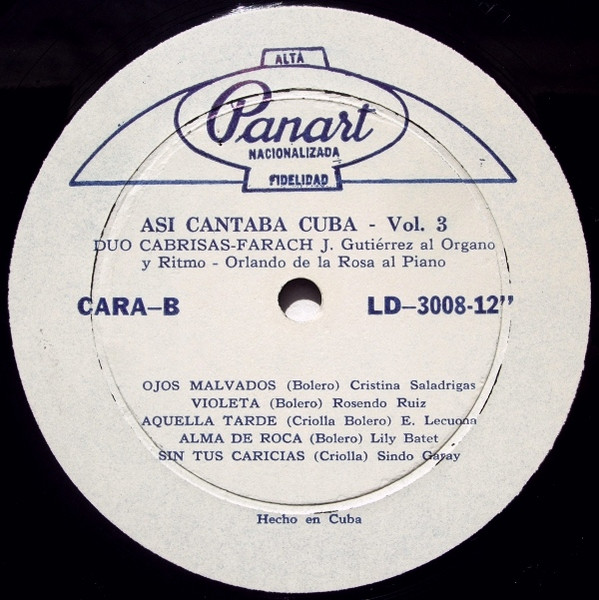 ALTA
Panart
NACIONALIZADA
FIDELIDAD
ASI CANTABA CUBA - Vol. 3
DUO CABRISAS-FARACH J. Gutiérrez al Organo
y Ritmo - Orlando de la Rosa al Piano
CARA-B LD-3008-12"
OJOS MALVADOS (Bolero) Cristina Saladrigas
VIOLETA (Bolero) Rosendo Ruiz
AQUELLA TARDE (Criolla Bolero) E. Lecuona
ALMA DE ROCA (Bolero) Lily Batet
SIN TUS CARICIAS (Criolla) Sindo Garay
Hecho en Cuba